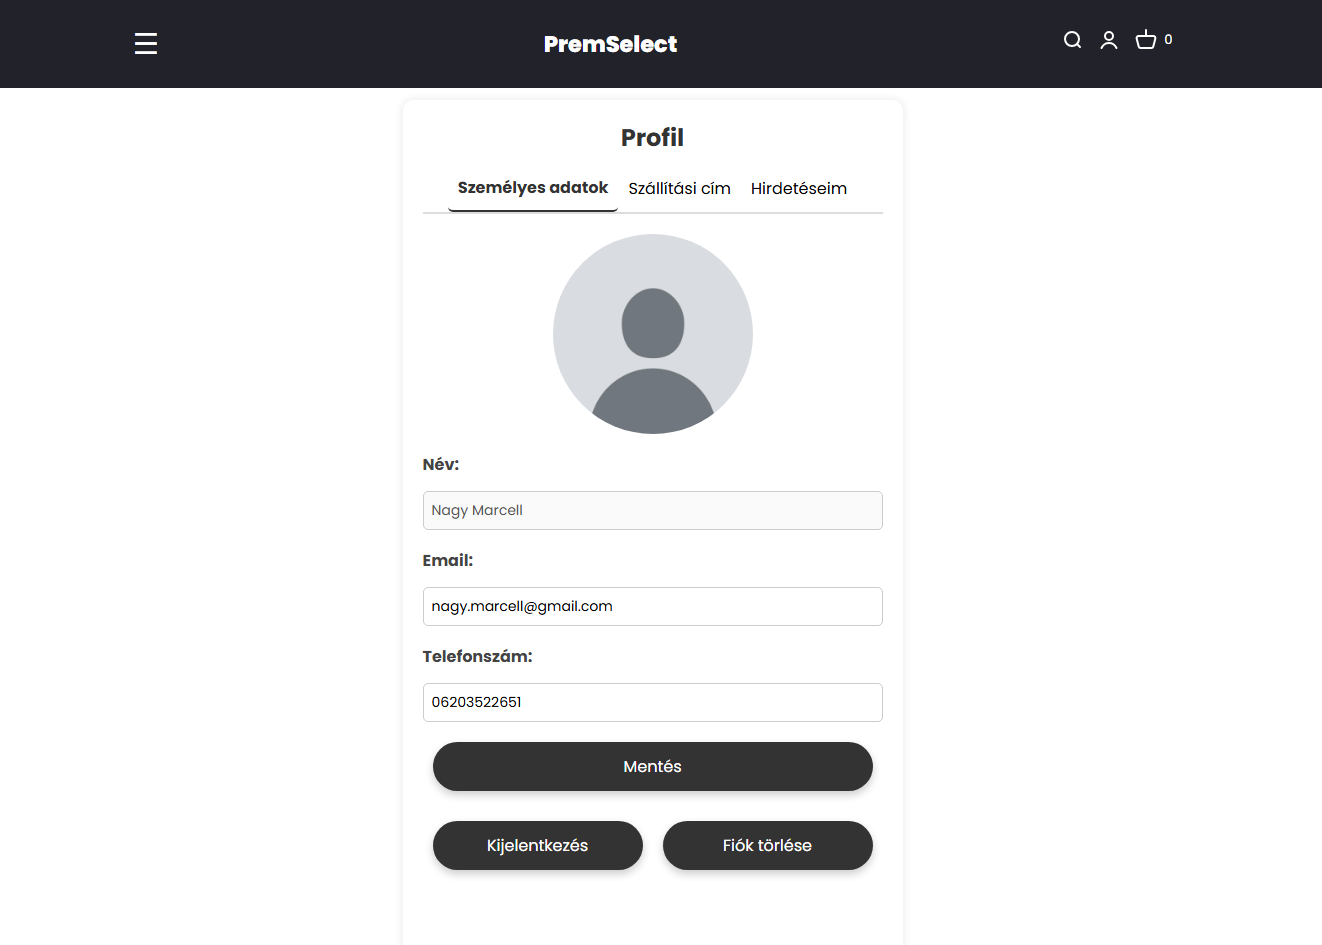 PremSelect
0
Profil
Személyes adatok Szállítási cím Hirdetéseim
Név:
Nagy Marcell
Email:
nagy.marcell@gmail.com
Telefonszám:
06203522651
Mentés
Kijelentkezés Fiók törlése